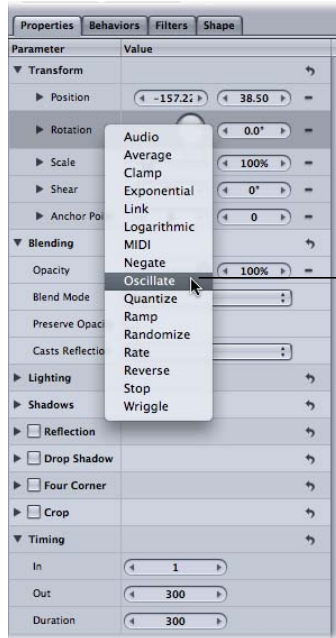 Properties Behaviors Filters Shape
Parameter Value
Transform
Position -157.22 38.50
Rotation 0.0°
Scale 100%
Shear 0°
Anchor Poi 0
Blending
Opacity 100%
Blend Mode
Preserve Opaci
Casts Reflectio
Lighting
Shadows
Reflection
Drop Shadow
Four Corner
Crop
Timing
In 1
Out 300
Duration 300
Audio
Average
Clamp
Exponential
Link
Logarithmic
MIDI
Negate
Oscillate
Quantize
Ramp
Randomize
Rate
Reverse
Stop
Wriggle